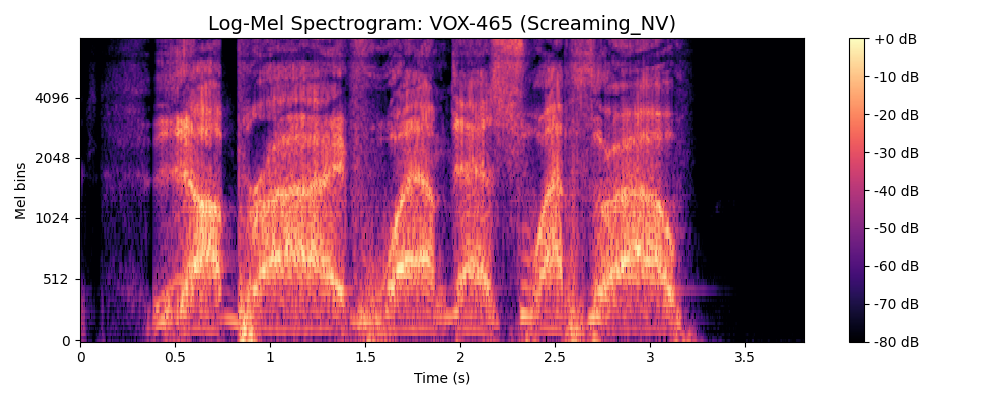 Log-Mel Spectrogram: VOX-465 (Screaming_NV)
Mel bins
4096
2048
1024
512
0
0 0.5 1 1.5 2 2.5 3 3.5
Time (s)
+0 dB
-10 dB
-20 dB
-30 dB
-40 dB
-50 dB
-60 dB
-70 dB
-80 dB